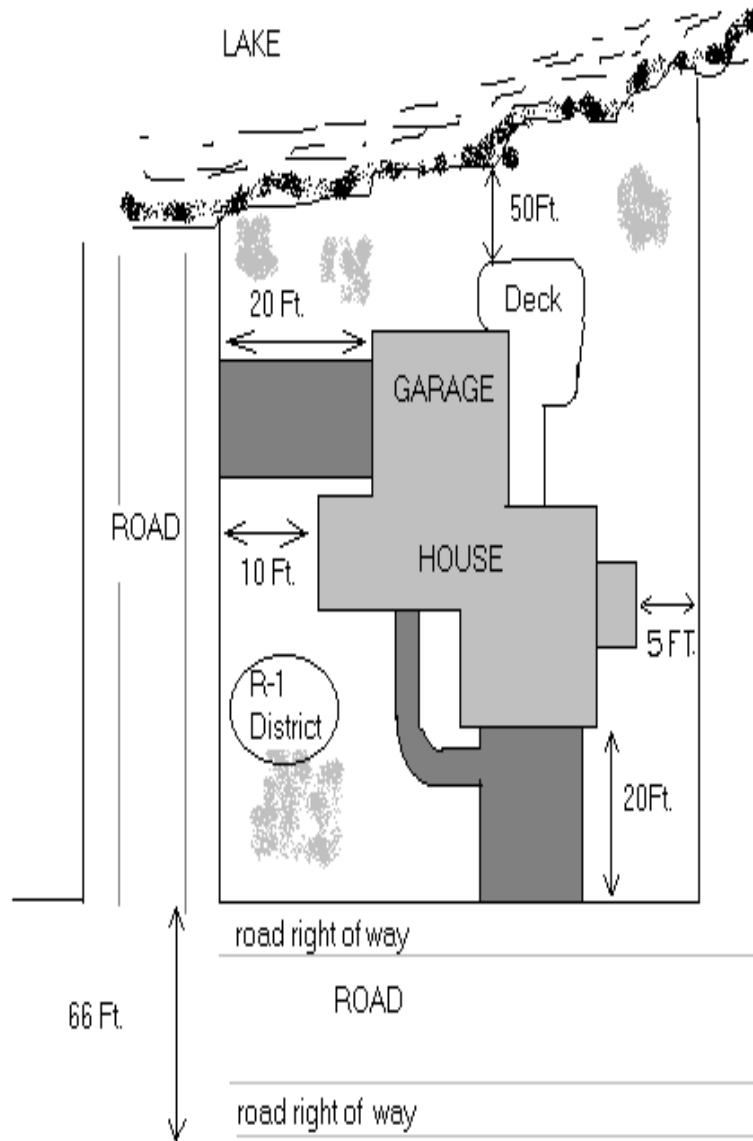 LAKE
50Ft.
20 Ft.
Deck
GARAGE
ROAD
HOUSE
10 Ft.
5 FT.
R-1
District
20Ft.
road right of way
66 Ft.
ROAD
road right of way